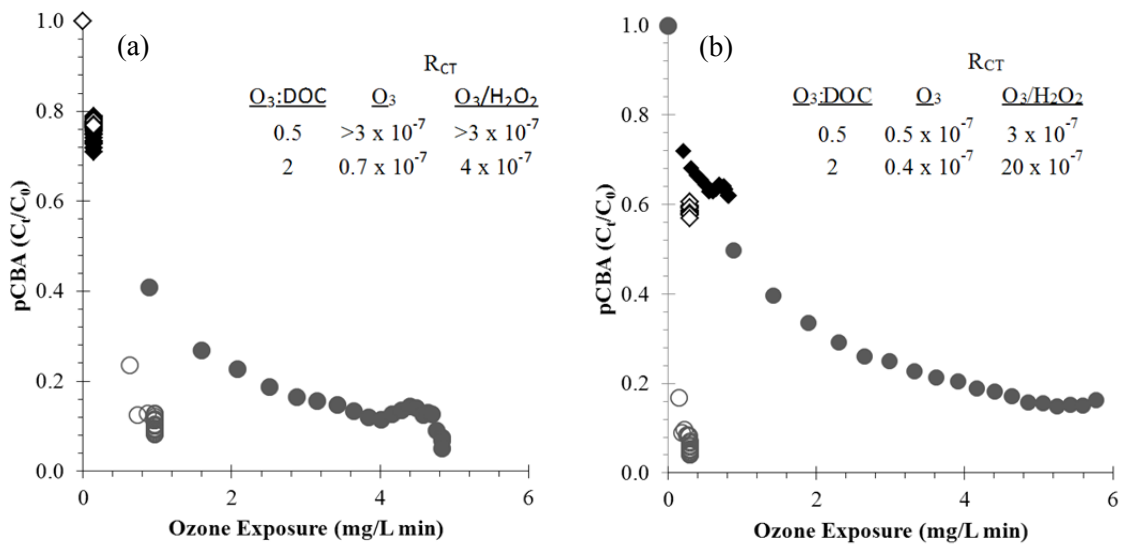 (a)
R_CT
O₃:DOC O₃ O₃/H₂O₂
0.5 >3 x 10⁻⁷ >3 x 10⁻⁷
2 0.7 x 10⁻⁷ 4 x 10⁻⁷
1.0
0.8
0.6
0.4
0.2
0.0
pCBA (Cₜ/C₀)
0 2 4 6
Ozone Exposure (mg/L min)
(b)
R_CT
O₃:DOC O₃ O₃/H₂O₂
0.5 0.5 x 10⁻⁷ 3 x 10⁻⁷
2 0.4 x 10⁻⁷ 20 x 10⁻⁷
1.0
0.8
0.6
0.4
0.2
0.0
pCBA (Cₜ/C₀)
0 2 4 6
Ozone Exposure (mg/L min)